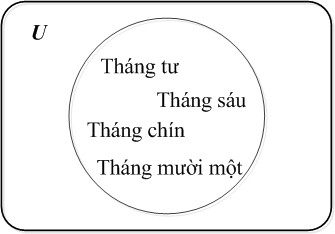 U
Tháng tư
Tháng sáu
Tháng chín
Tháng mười một